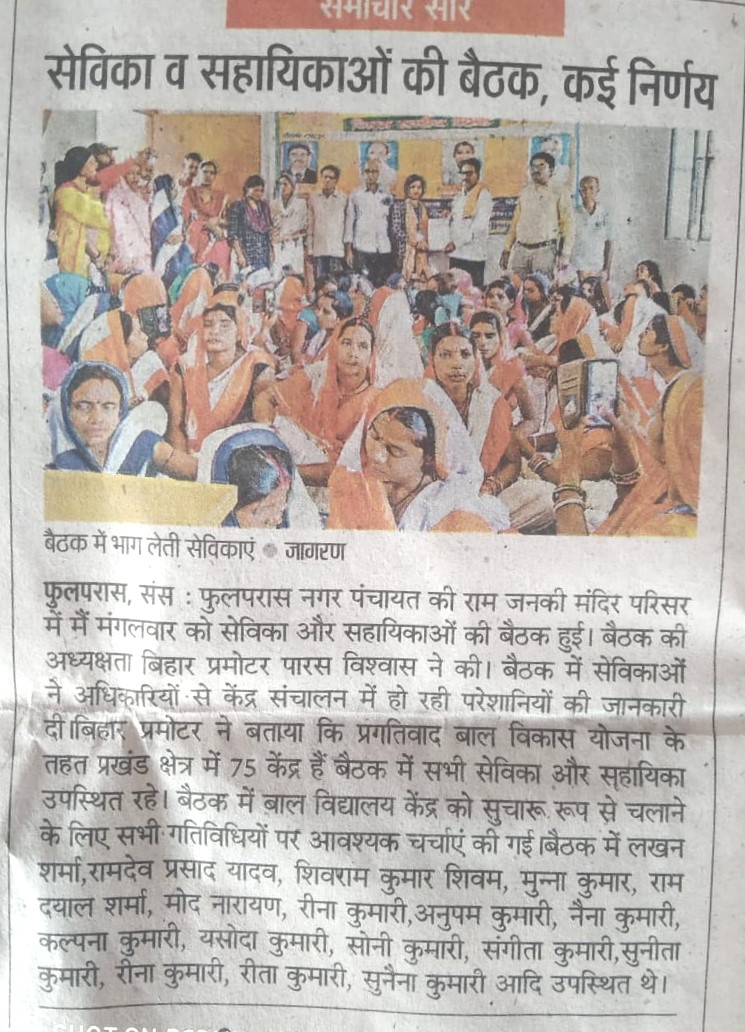 समाचार सार
सेविका व सहायिकाओं की बैठक, कई निर्णय
बैठक में भाग लेती सेविकाएं ● जागरण
फुलपरास, संस : फुलपरास नगर पंचायत की राम जनकी मंदिर परिसर
में मैं मंगलवार को सेविका और सहायिकाओं की बैठक हुई। बैठक की
अध्यक्षता बिहार प्रमोटर पारस विश्वास ने की। बैठक में सेविकाओं
ने अधिकारियों से केंद्र संचालन में हो रही परेशानियों की जानकारी
दी।बिहार प्रमोटर ने बताया कि प्रगतिवाद बाल विकास योजना के
तहत प्रखंड क्षेत्र में 75 केंद्र हैं बैठक में सभी सेविका और सहायिका
उपस्थित रहे। बैठक में बाल विद्यालय केंद्र को सुचारू रूप से चलाने
के लिए सभी गतिविधियों पर आवश्यक चर्चाएं की गई।बैठक में लखन
शर्मा,रामदेव प्रसाद यादव, शिवराम कुमार शिवम, मुन्ना कुमार, राम
दयाल शर्मा, मोद नारायण, रीना कुमारी,अनुपम कुमारी, नैना कुमारी,
कल्पना कुमारी, यसोदा कुमारी, सोनी कुमारी, संगीता कुमारी,सुनीता
कुमारी, रीना कुमारी, रीता कुमारी, सुनैना कुमारी आदि उपस्थित थे।
SHOT ON